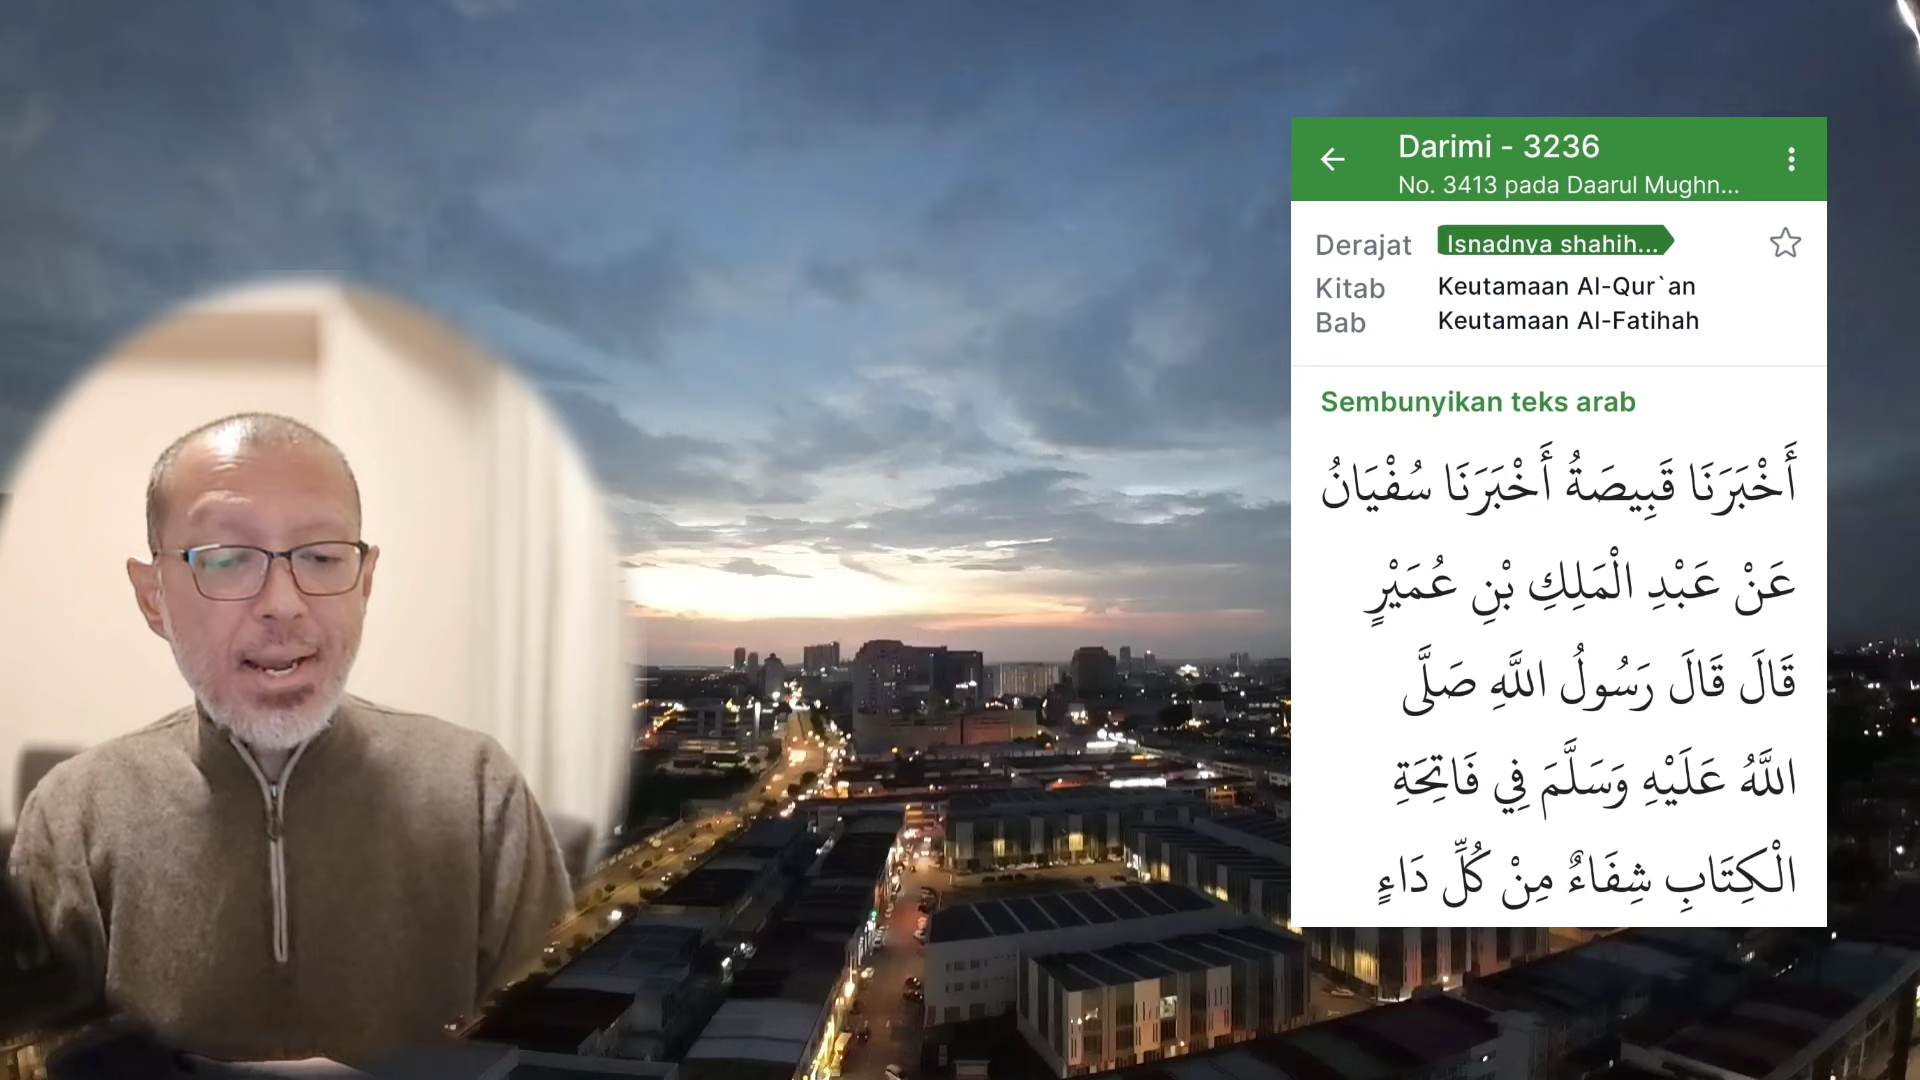 Darimi - 3236
No. 3413 pada Daarul Mughn...
Derajat Isnadnya shahih...
Kitab Keutamaan Al-Qur`an
Bab Keutamaan Al-Fatihah
Sembunyikan teks arab
أَخْبَرَنَا قَبِيصَةُ أَخْبَرَنَا سُفْيَانُ
عَنْ عَبْدِ الْمَلِكِ بْنِ عُمَيْرٍ
قَالَ قَالَ رَسُولُ اللَّهِ صَلَّى
اللَّهُ عَلَيْهِ وَسَلَّمَ فِي فَاتِحَةِ
الْكِتَابِ شِفَاءٌ مِنْ كُلِّ دَاءٍ